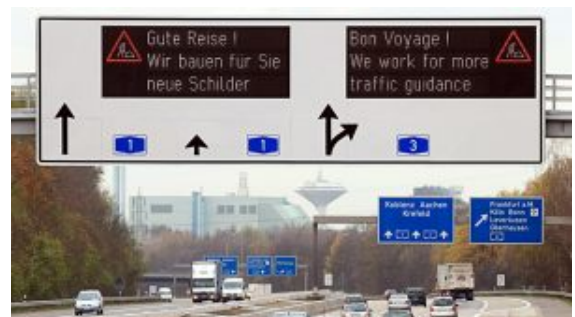 Gute Reise !
Wir bauen für Sie
neue Schilder
Bon Voyage !
We work for more
traffic guidance
1
1
3
Koblenz Aachen
Krefeld
Frankfurt a.M.
Köln Bonn
Leverkusen
Oberhausen